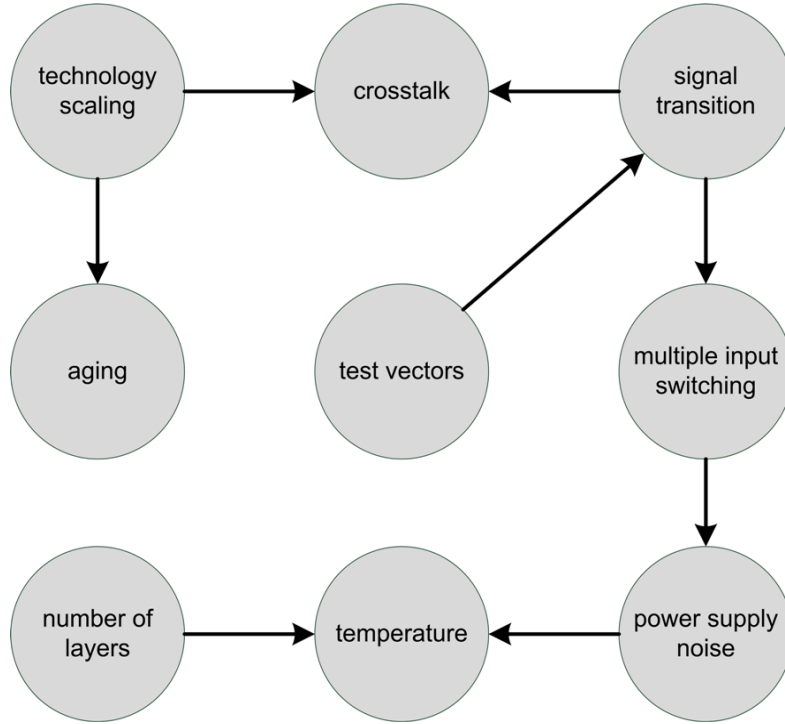 technology
scaling
crosstalk
signal
transition
aging
test vectors
multiple input
switching
number of
layers
temperature
power supply
noise